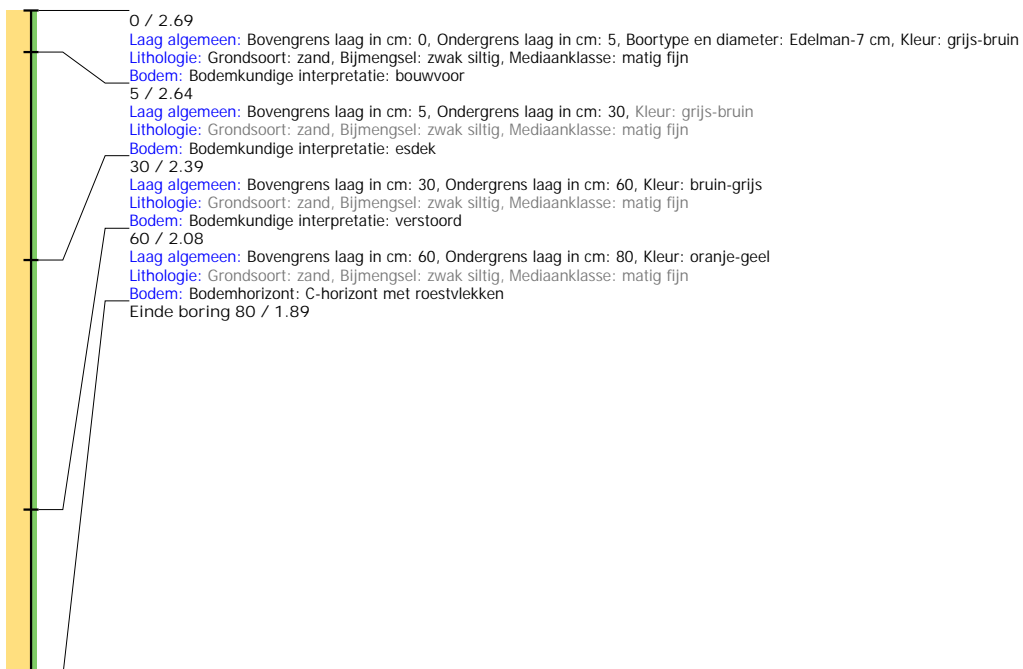 0 / 2.69
Laag algemeen: Bovengrens laag in cm: 0, Ondergrens laag in cm: 5, Boortype en diameter: Edelman-7 cm, Kleur: grijs-bruin
Lithologie: Grondsoort: zand, Bijmengsel: zwak siltig, Mediaanklasse: matig fijn
Bodem: Bodemkundige interpretatie: bouwvoor
5 / 2.64
Laag algemeen: Bovengrens laag in cm: 5, Ondergrens laag in cm: 30, Kleur: grijs-bruin
Lithologie: Grondsoort: zand, Bijmengsel: zwak siltig, Mediaanklasse: matig fijn
Bodem: Bodemkundige interpretatie: esdek
30 / 2.39
Laag algemeen: Bovengrens laag in cm: 30, Ondergrens laag in cm: 60, Kleur: bruin-grijs
Lithologie: Grondsoort: zand, Bijmengsel: zwak siltig, Mediaanklasse: matig fijn
Bodem: Bodemkundige interpretatie: verstoord
60 / 2.08
Laag algemeen: Bovengrens laag in cm: 60, Ondergrens laag in cm: 80, Kleur: oranje-geel
Lithologie: Grondsoort: zand, Bijmengsel: zwak siltig, Mediaanklasse: matig fijn
Bodem: Bodemhorizont: C-horizont met roestvlekken
Einde boring 80 / 1.89